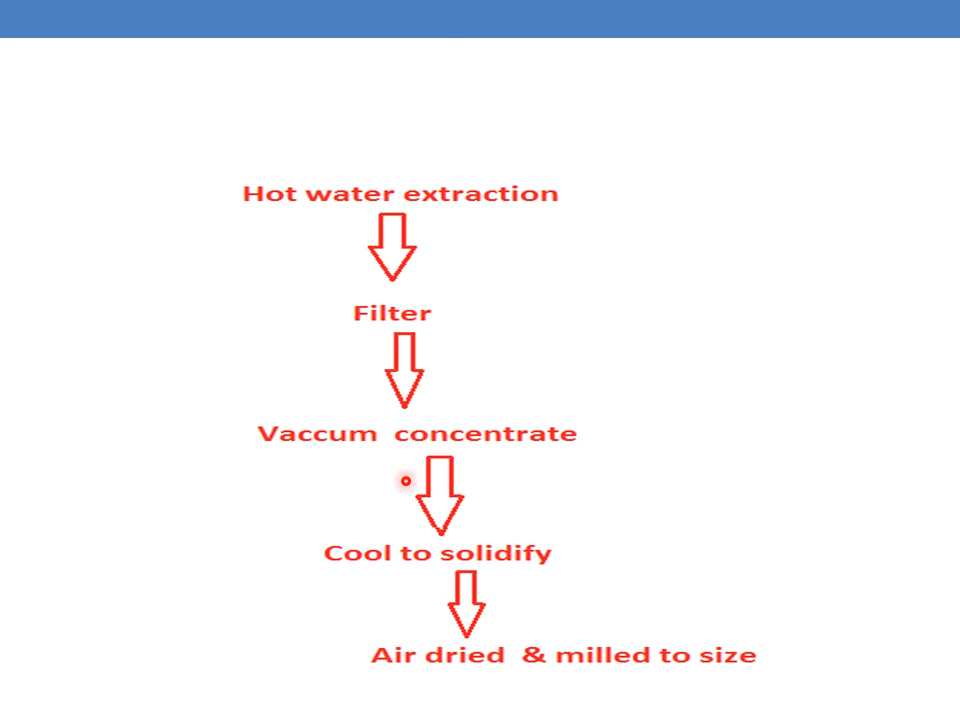 Hot water extraction
Filter
Vaccum concentrate
Cool to solidify
Air dried & milled to size